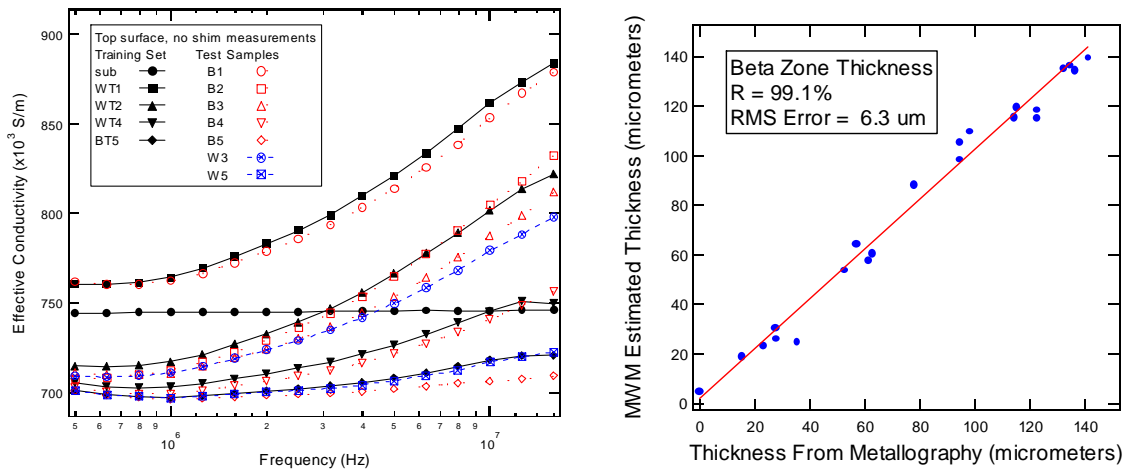 Effective Conductivity (x10³ S/m)
900
850
800
750
700
Top surface, no shim measurements
Training Set Test Samples
sub B1
WT1 B2
WT2 B3
WT4 B4
BT5 B5
W3
W5
5 6 7 8 9 2 3 4 5 6 7 8 9
10⁶ 10⁷
Frequency (Hz)
MWM Estimated Thickness (micrometers)
140
120
100
80
60
40
20
0
Beta Zone Thickness
R = 99.1%
RMS Error = 6.3 um
0 20 40 60 80 100 120 140
Thickness From Metallography (micrometers)